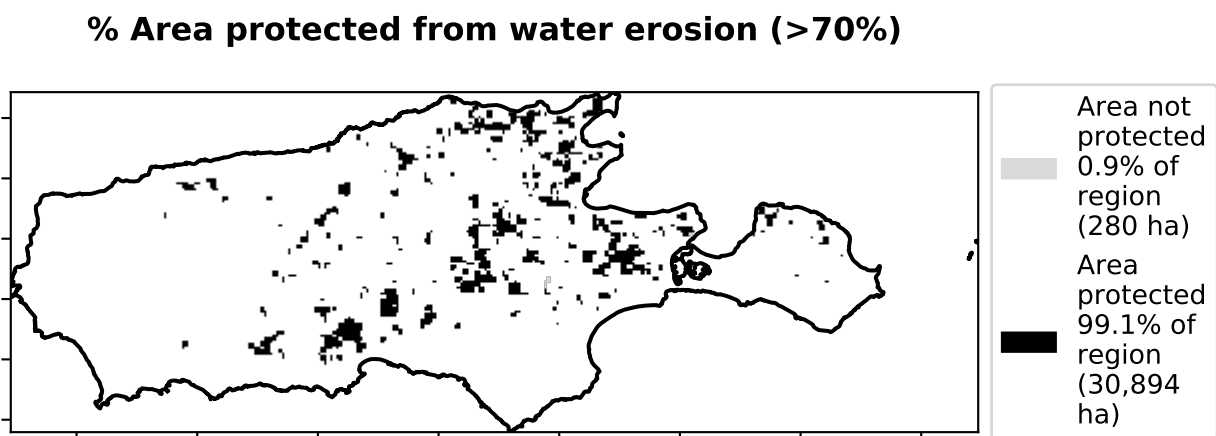 % Area protected from water erosion (>70%)
Area not
protected
0.9% of
region
(280 ha)
Area
protected
99.1% of
region
(30,894
ha)